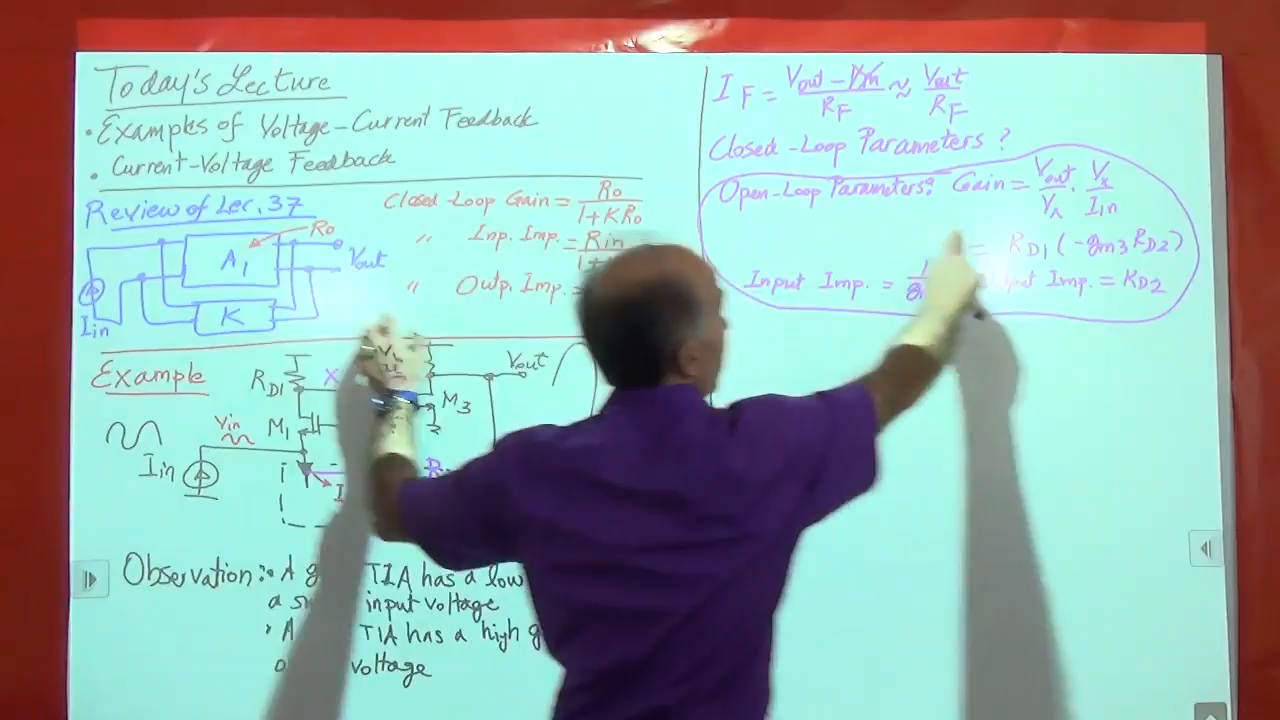 Today's Lecture
• Examples of Voltage-Current Feedback
• Current-Voltage Feedback
Review of Lec. 37
Ro
A1
Vout
K
Iin
Closed-Loop Gain = Ro / 1+KRo
" Inp. Imp. = Rin
" Outp. Imp. =
Example
RD1
X
Vout
M3
M1
Vin
Iin
Observation: • A TIA has a low
a input voltage
• A TIA has a high
voltage
IF = Vout - Vin / RF ≈ Vout / RF
Closed-Loop Parameters ?
Open-Loop Parameters: Gain = Vout / Vx · Vx / Iin
= RD1 (-gm3 RD2)
Input Imp. = Imp. = RD2